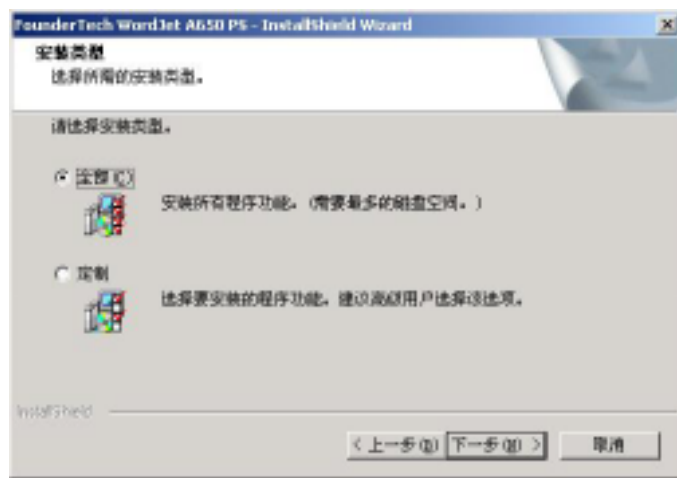 FounderTech WordJet A650 PS - InstallShield Wizard
安装类型
选择所需的安装类型。
请选择安装类型。
全部(C)
安装所有程序功能。(需要最多的磁盘空间。)
定制
选择要安装的程序功能。建议高级用户选择该选项。
InstallShield
< 上一步(B) 下一步(N) > 取消